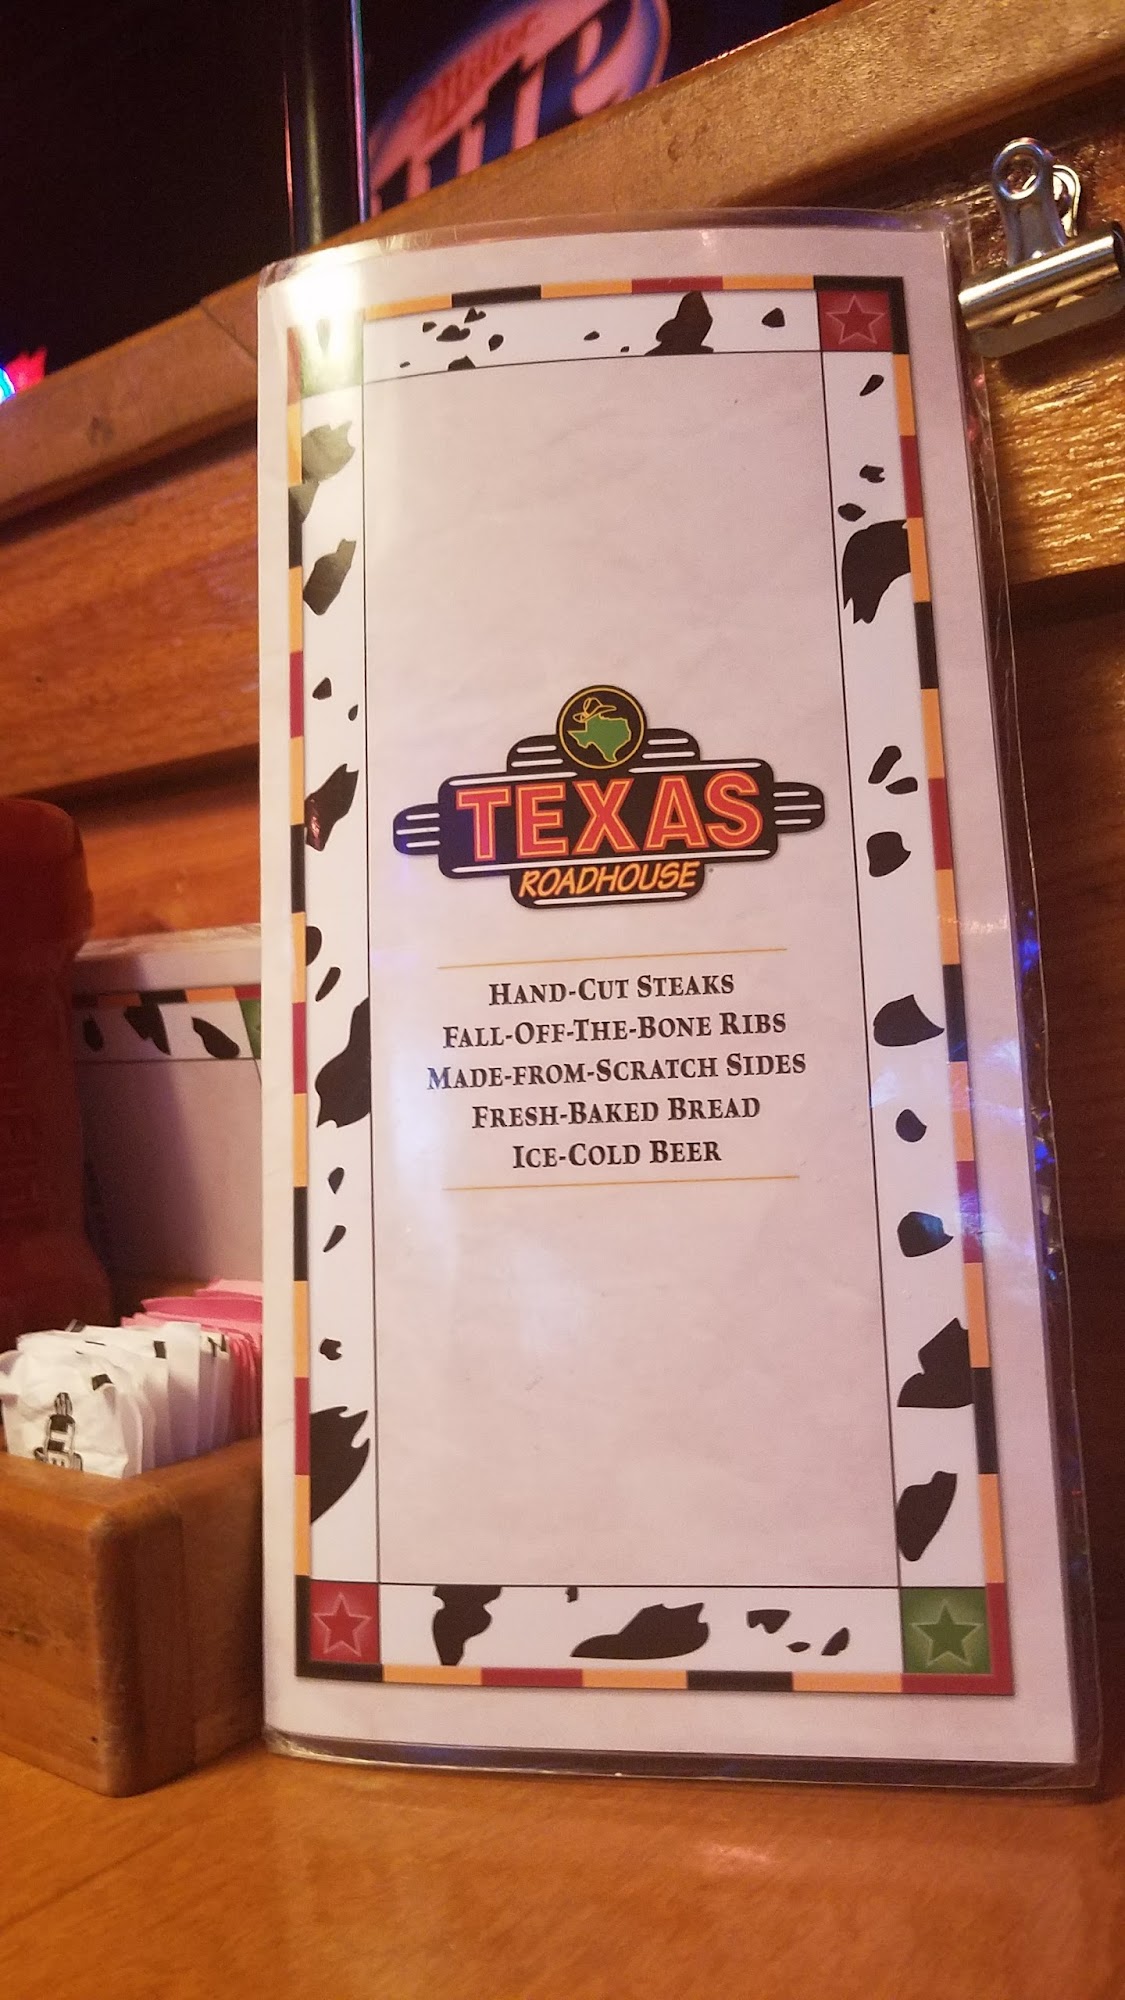 Miller
TEXAS
ROADHOUSE
HAND-CUT STEAKS
FALL-OFF-THE-BONE RIBS
MADE-FROM-SCRATCH SIDES
FRESH-BAKED BREAD
ICE-COLD BEER